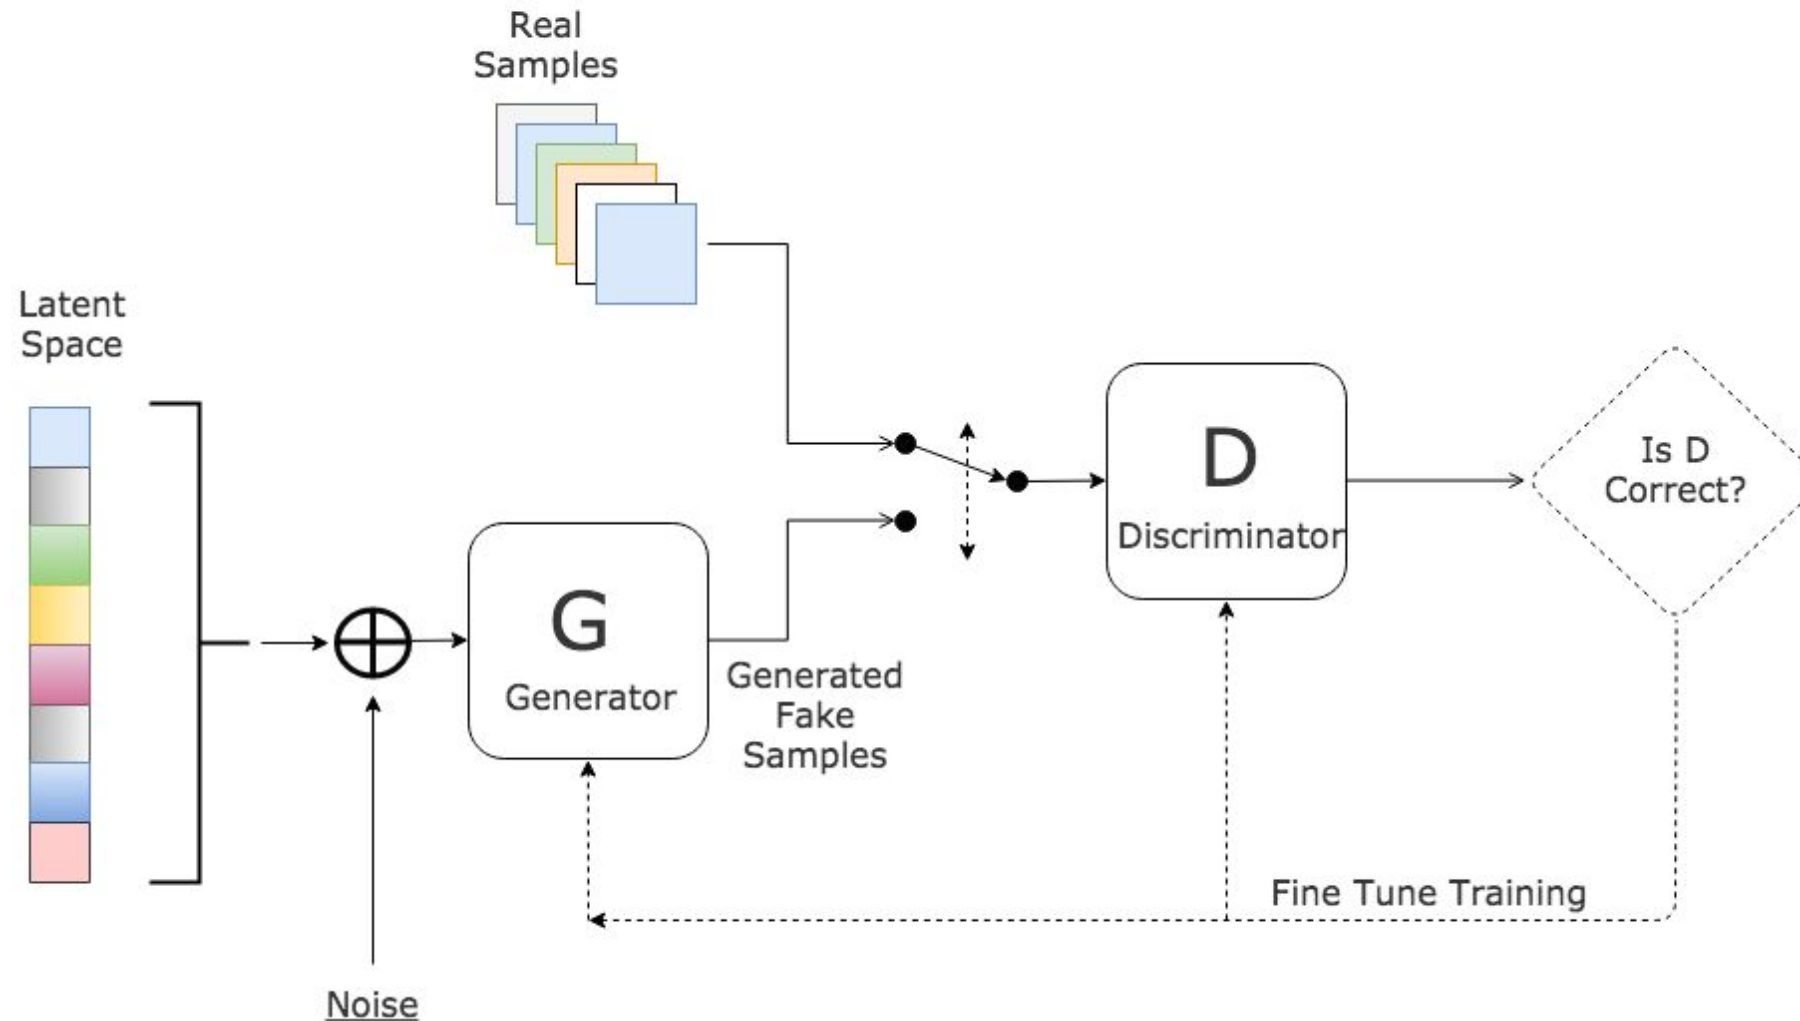 Real
Samples
Latent
Space
D
Discriminator
Is D
Correct?
G
Generator
Generated
Fake
Samples
Fine Tune Training
Noise